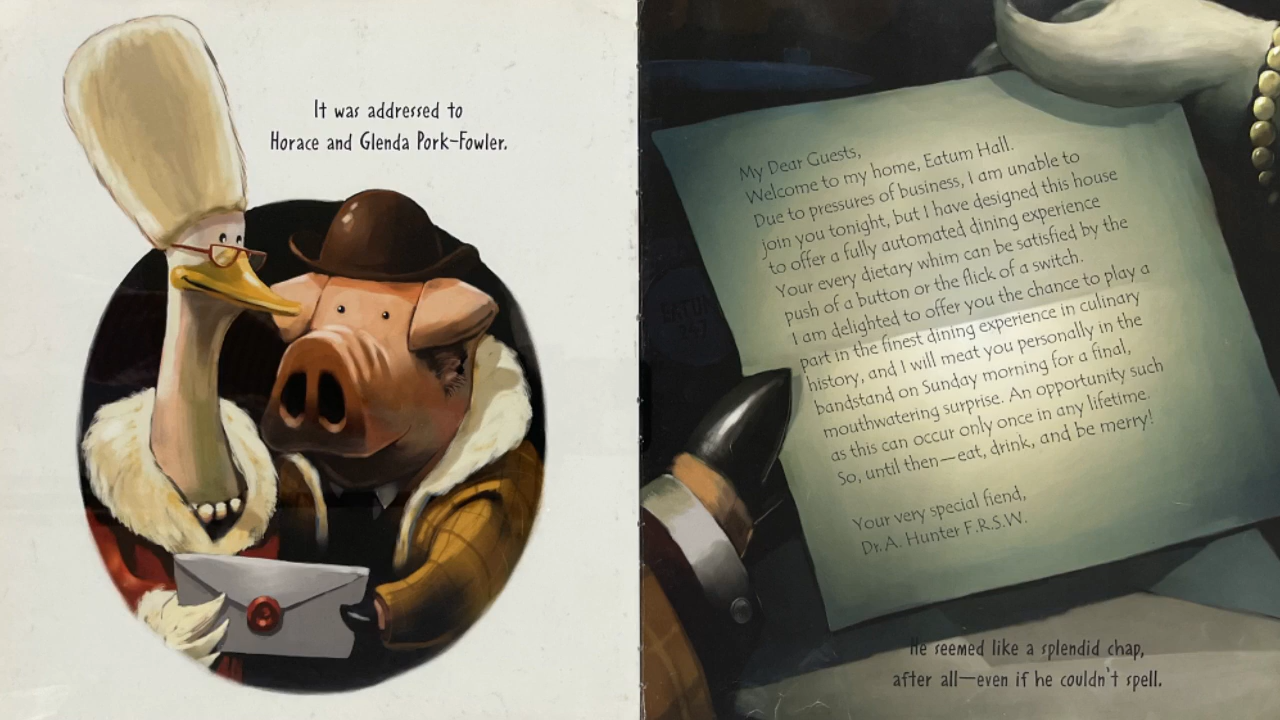 It was addressed to
Horace and Glenda Pork-Fowler.
My Dear Guests,
Welcome to my home, Eatum Hall.
Due to pressures of business, I am unable to
join you tonight, but I have designed this house
to offer a fully automated dining experience
Your every dietary whim can be satisfied by the
push of a button or the flick of a switch.
I am delighted to offer you the chance to play a
part in the finest dining experience in culinary
history, and I will meat you personally in the
bandstand on Sunday morning for a final,
mouthwatering surprise. An opportunity such
as this can occur only once in any lifetime.
So, until then—eat, drink, and be merry!
Your very special fiend,
Dr. A. Hunter F.R.S.W.
He seemed like a splendid chap,
after all—even if he couldn't spell.